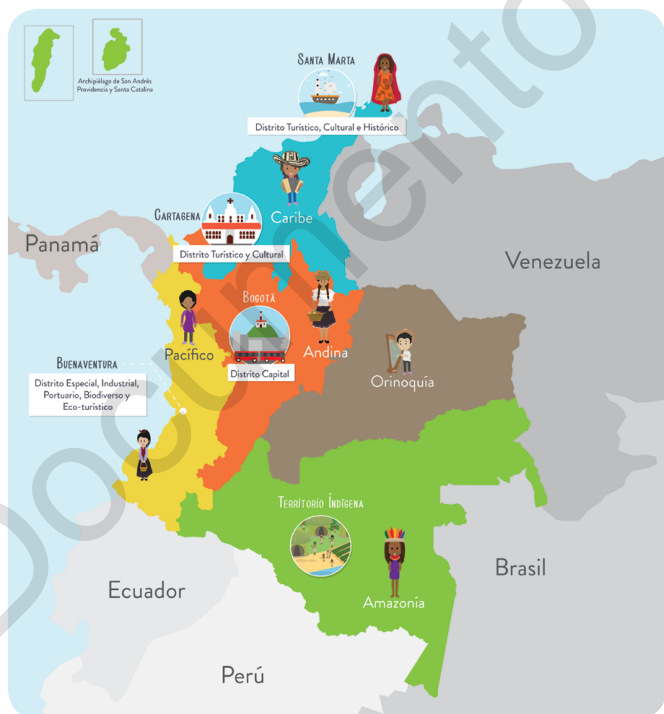 SANTA MARTA
Archipiélago de San Andrés
Providencia y Santa Catalina
Distrito Turístico, Cultural e Histórico
CARTAGENA
Caribe
Panamá
Distrito Turístico y Cultural
Venezuela
BOGOTÁ
Pacífico
Andina
BUENAVENTURA
Distrito Capital
Orinoquía
Distrito Especial, Industrial,
Portuario, Biodiverso y
Eco-turístico
TERRITORIO ÍNDÍGENA
Brasil
Ecuador
Amazonía
Perú
Documento